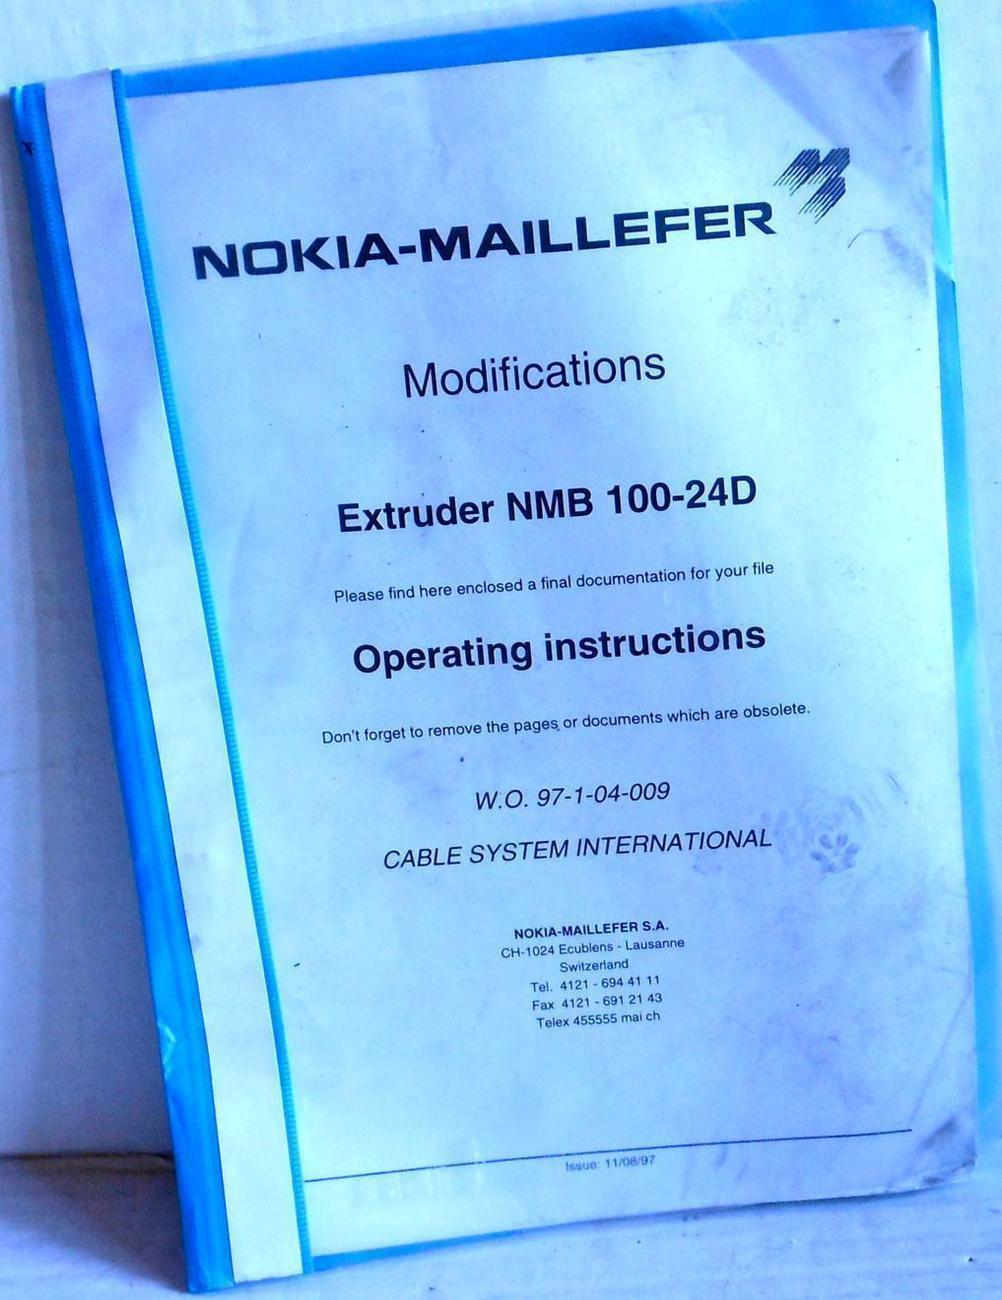 NOKIA-MAILLEFER
Modifications
Extruder NMB 100-24D
Please find here enclosed a final documentation for your file
Operating instructions
Don't forget to remove the pages or documents which are obsolete.
W.O. 97-1-04-009
CABLE SYSTEM INTERNATIONAL
NOKIA-MAILLEFER S.A.
CH-1024 Ecublens - Lausanne
Switzerland
Tel. 4121 - 694 41 11
Fax 4121 - 691 21 43
Telex 455555 mai ch
Issue: 11/08/97